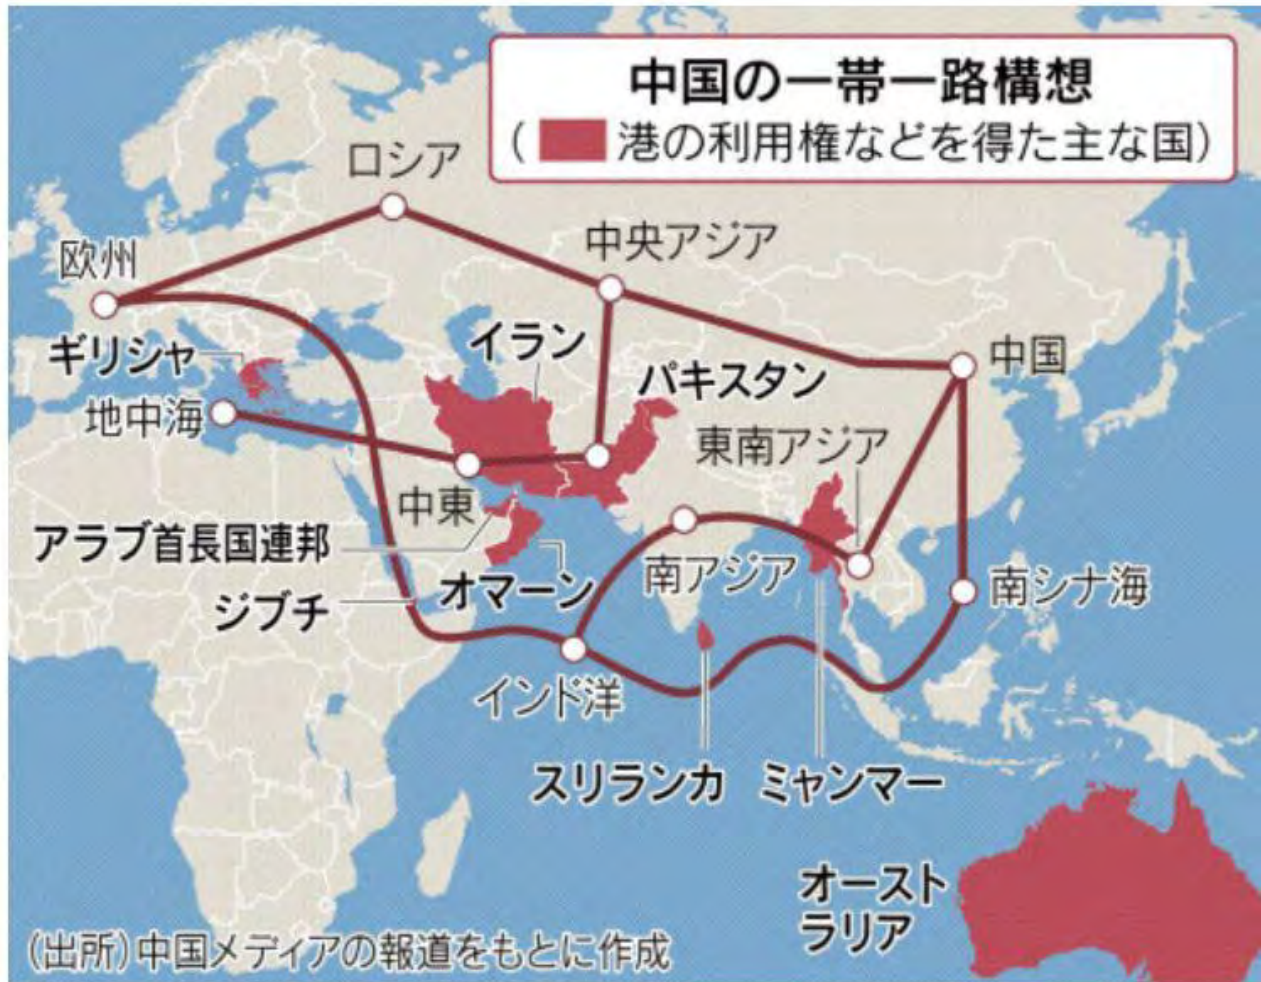 中国の一帯一路構想
(■港の利用権などを得た主な国)
ロシア
中央アジア
欧州
ギリシャ
イラン
中国
パキスタン
地中海
東南アジア
中東
アラブ首長国連邦
南アジア
南シナ海
ジブチ
オマーン
インド洋
スリランカ
ミャンマー
オースト
ラリア
(出所)中国メディアの報道をもとに作成